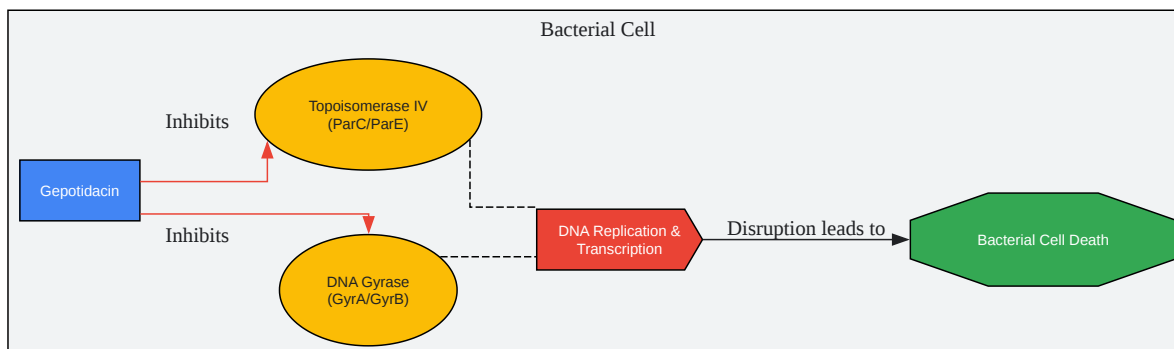 Bacterial Cell
Topoisomerase IV
(ParC/ParE)
Inhibits
Gepotidacin
Inhibits
DNA Gyrase
(GyrA/GyrB)
DNA Replication &
Transcription
Disruption leads to
Bacterial Cell Death